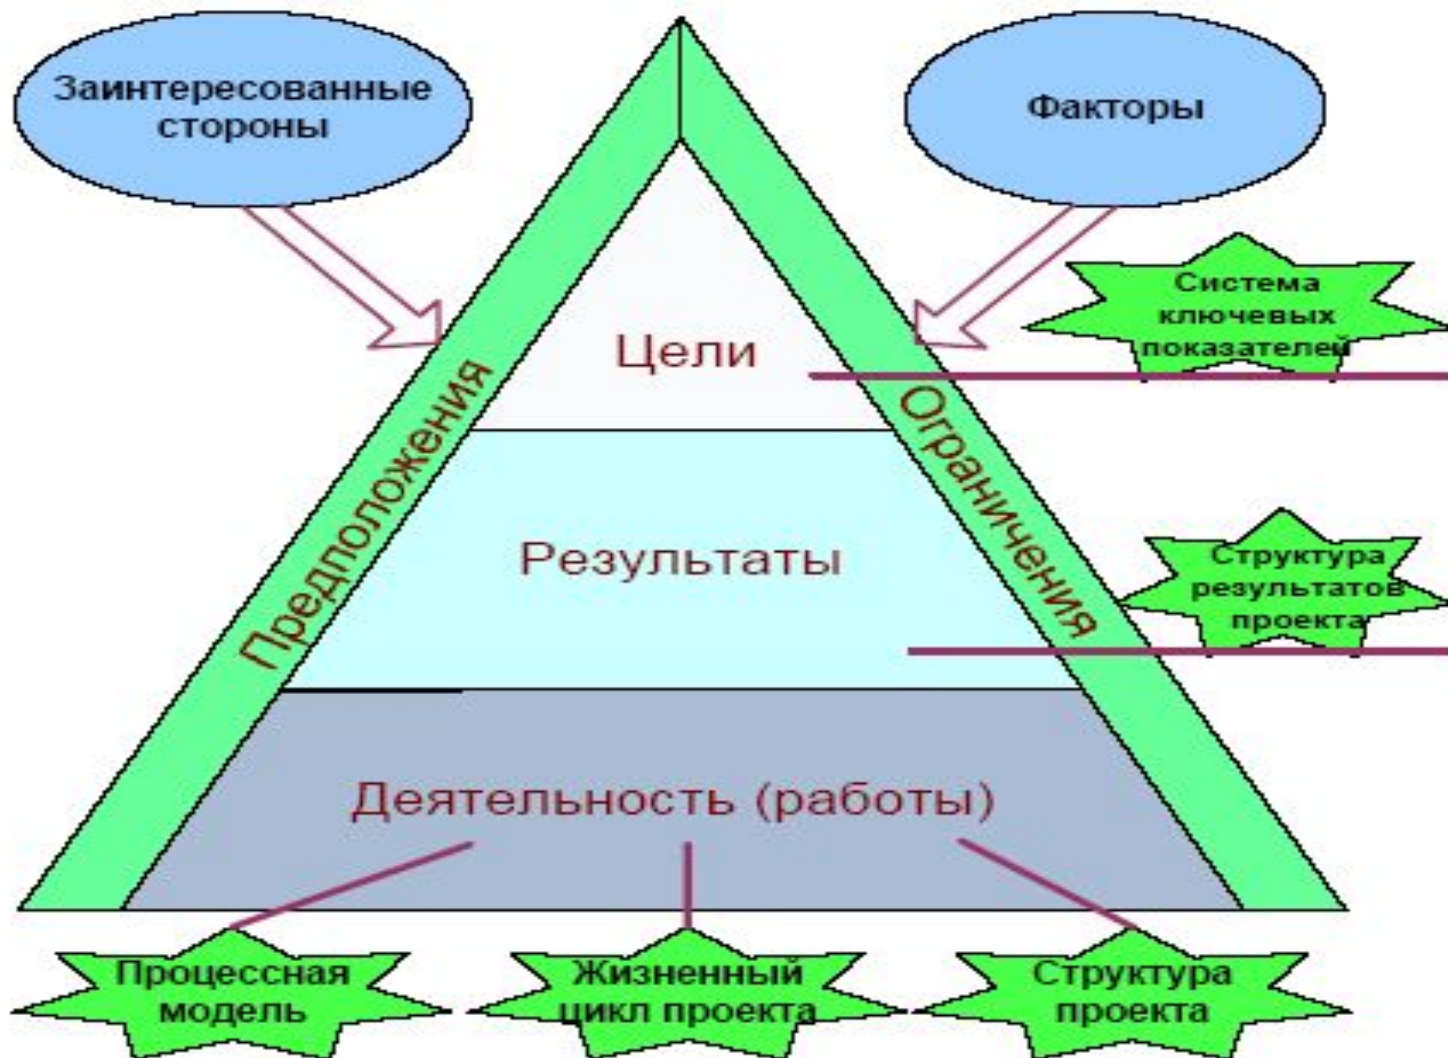 Заинтересованные
стороны
Факторы
Система
ключевых
показателей
Цели
Предположения
Ограничения
Результаты
Структура
результатов
проекта
Деятельность (работы)
Процессная
модель
Жизненный
цикл проекта
Структура
проекта